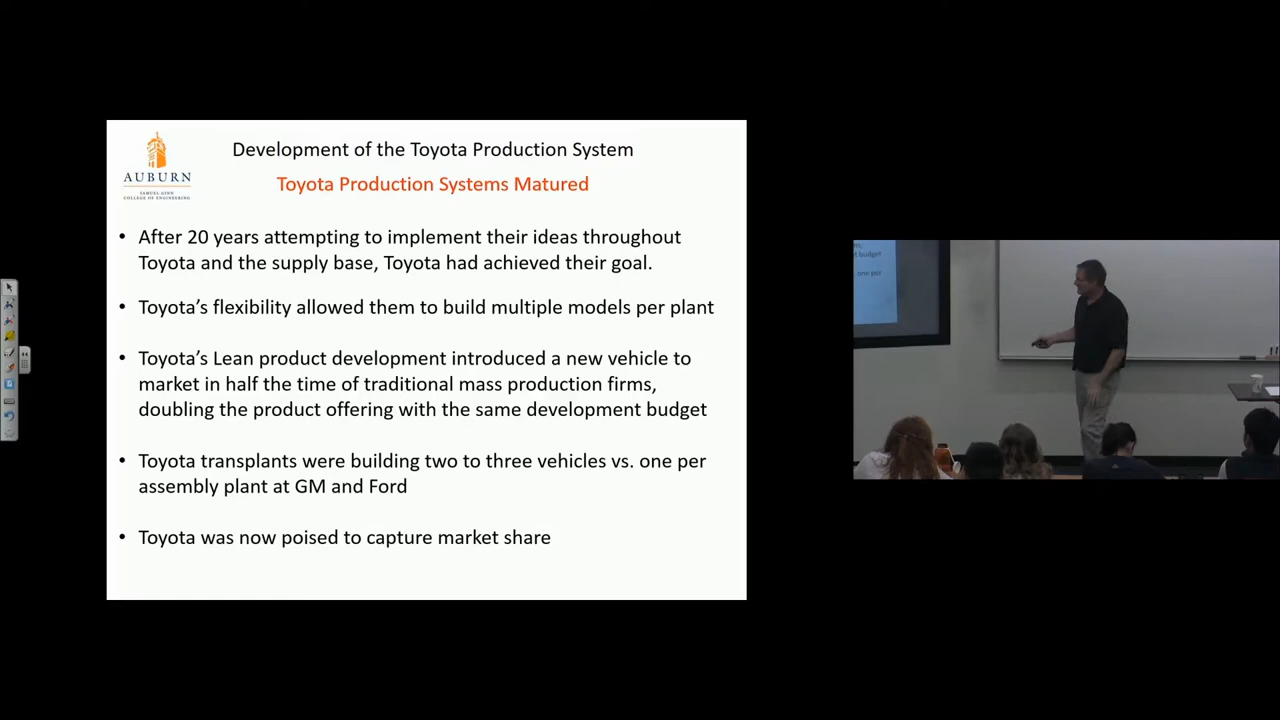 AUBURN
SAMUEL GINN
COLLEGE OF ENGINEERING
Development of the Toyota Production System
Toyota Production Systems Matured
• After 20 years attempting to implement their ideas throughout
Toyota and the supply base, Toyota had achieved their goal.
• Toyota’s flexibility allowed them to build multiple models per plant
• Toyota’s Lean product development introduced a new vehicle to
market in half the time of traditional mass production firms,
doubling the product offering with the same development budget
• Toyota transplants were building two to three vehicles vs. one per
assembly plant at GM and Ford
• Toyota was now poised to capture market share
budget
one per